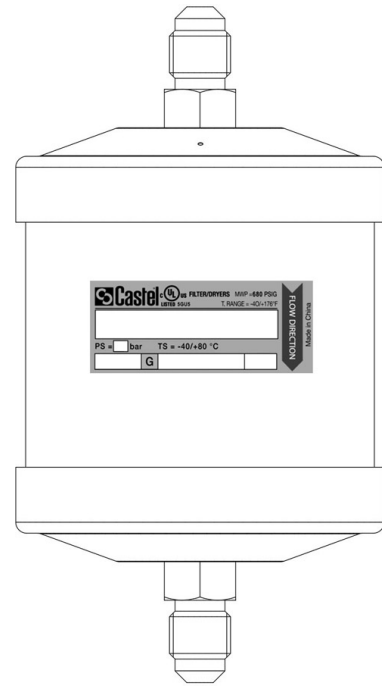 Castel c UL us FILTER/DRYERS MWP =680 PSIG
LISTED SGUS T. RANGE = -40/+176°F
PS = bar TS = -40/+80 °C
G
FLOW DIRECTION
Made in China